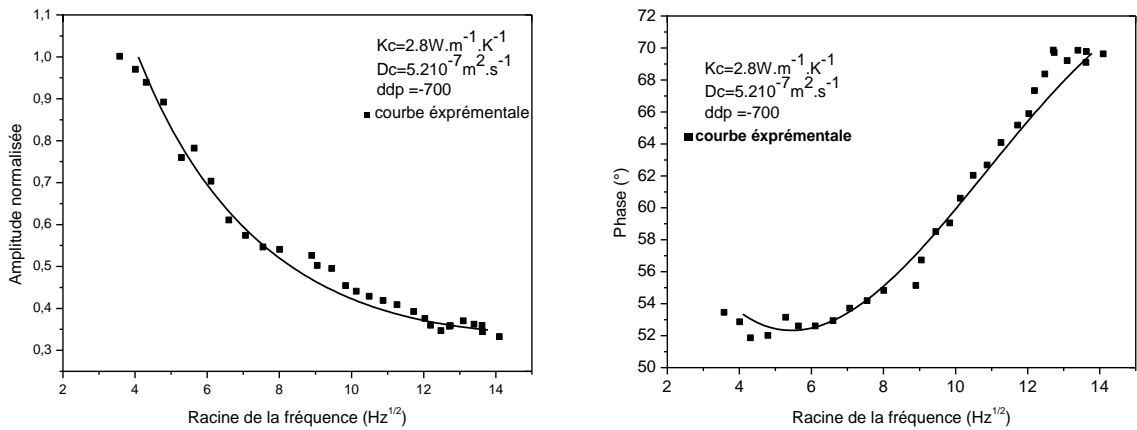 1,1
1,0
0,9
0,8
0,7
0,6
0,5
0,4
0,3
Amplitude normalisée
Kc=2.8W.m⁻¹.K⁻¹
Dc=5.210⁻⁷m².s⁻¹
ddp =-700
courbe éxprémentale
2 4 6 8 10 12 14
Racine de la fréquence (Hz^1/2)
72
70
68
66
64
62
60
58
56
54
52
50
Phase (°)
Kc=2.8W.m⁻¹.K⁻¹
Dc=5.210⁻⁷m².s⁻¹
ddp =-700
courbe éxprémentale
2 4 6 8 10 12 14
Racine de la fréquence (Hz^1/2)